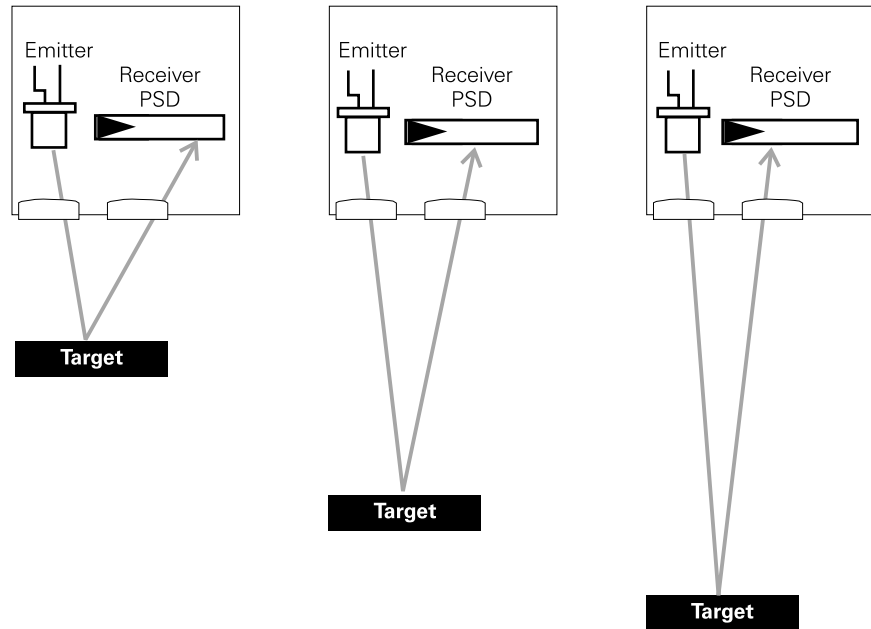 Emitter
Receiver
PSD
Target
Emitter
Receiver
PSD
Target
Emitter
Receiver
PSD
Target